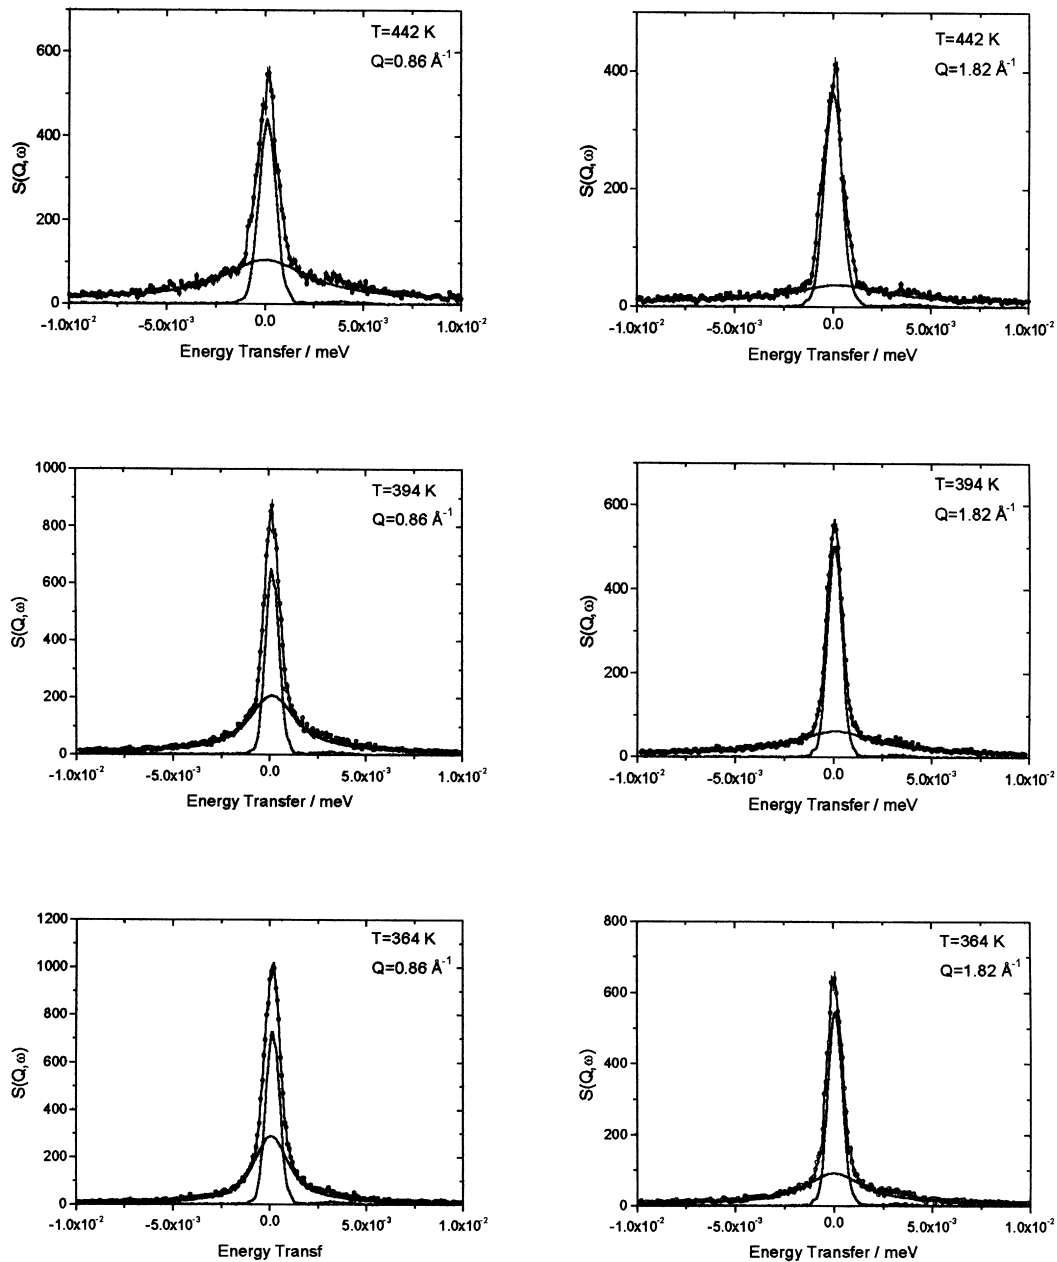 T=442 K
Q=0.86 Å-1
600
400
200
0
S(Q,ω)
-1.0x10-2
-5.0x10-3
0.0
5.0x10-3
1.0x10-2
Energy Transfer / meV
T=442 K
Q=1.82 Å-1
400
200
0
S(Q,ω)
-1.0x10-2
-5.0x10-3
0.0
5.0x10-3
1.0x10-2
Energy Transfer / meV
T=394 K
Q=0.86 Å-1
1000
800
600
400
200
0
S(Q,ω)
-1.0x10-2
-5.0x10-3
0.0
5.0x10-3
1.0x10-2
Energy Transfer / meV
T=394 K
Q=1.82 Å-1
600
400
200
0
S(Q,ω)
-1.0x10-2
-5.0x10-3
0.0
5.0x10-3
1.0x10-2
Energy Transfer / meV
T=364 K
Q=0.86 Å-1
1200
1000
800
600
400
200
0
S(Q,ω)
-1.0x10-2
-5.0x10-3
0.0
5.0x10-3
1.0x10-2
Energy Transf
T=364 K
Q=1.82 Å-1
800
600
400
200
0
S(Q,ω)
-1.0x10-2
-5.0x10-3
0.0
5.0x10-3
1.0x10-2
Energy Transfer / meV